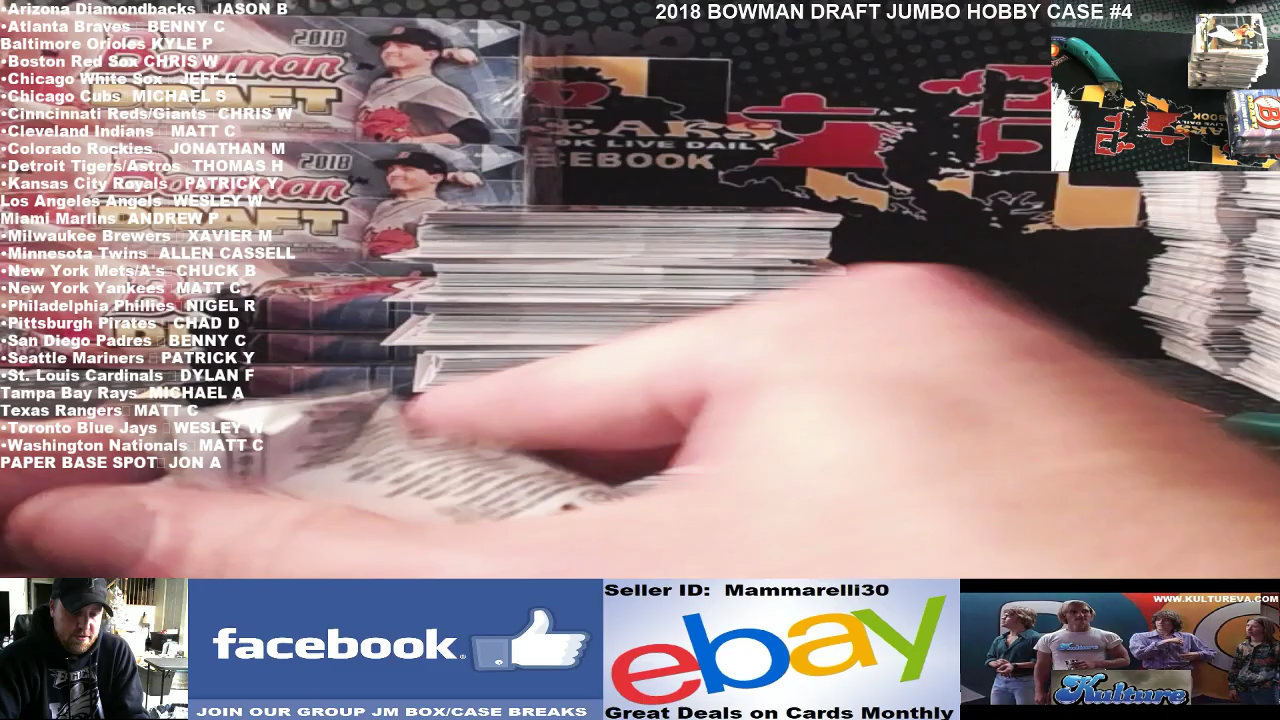 •Arizona Diamondbacks JASON B
•Atlanta Braves BENNY C
Baltimore Orioles KYLE P
•Boston Red Sox CHRIS W
•Chicago White Sox JEFF G
•Chicago Cubs MICHAEL S
•Cinncinnati Reds/Giants CHRIS W
•Cleveland Indians MATT C
•Colorado Rockies JONATHAN M
•Detroit Tigers/Astros THOMAS H
•Kansas City Royals PATRICK Y
Los Angeles Angels WESLEY W
Miami Marlins ANDREW P
•Milwaukee Brewers XAVIER M
•Minnesota Twins ALLEN CASSELL
•New York Mets/A's CHUCK B
•New York Yankees MATT C
•Philadelphia Phillies NIGEL R
•Pittsburgh Pirates CHAD D
•San Diego Padres BENNY C
•Seattle Mariners PATRICK Y
•St. Louis Cardinals DYLAN F
Tampa Bay Rays MICHAEL A
Texas Rangers MATT C
•Toronto Blue Jays WESLEY W
•Washington Nationals MATT C
PAPER BASE SPOT JON A
2018 BOWMAN DRAFT JUMBO HOBBY CASE #4
2018
2018
LIVE DAILY
facebook
JOIN OUR GROUP JM BOX/CASE BREAKS
Seller ID: Mammarelli30
ebay
Great Deals on Cards Monthly
WWW.KULTUREVA.COM
Kulture